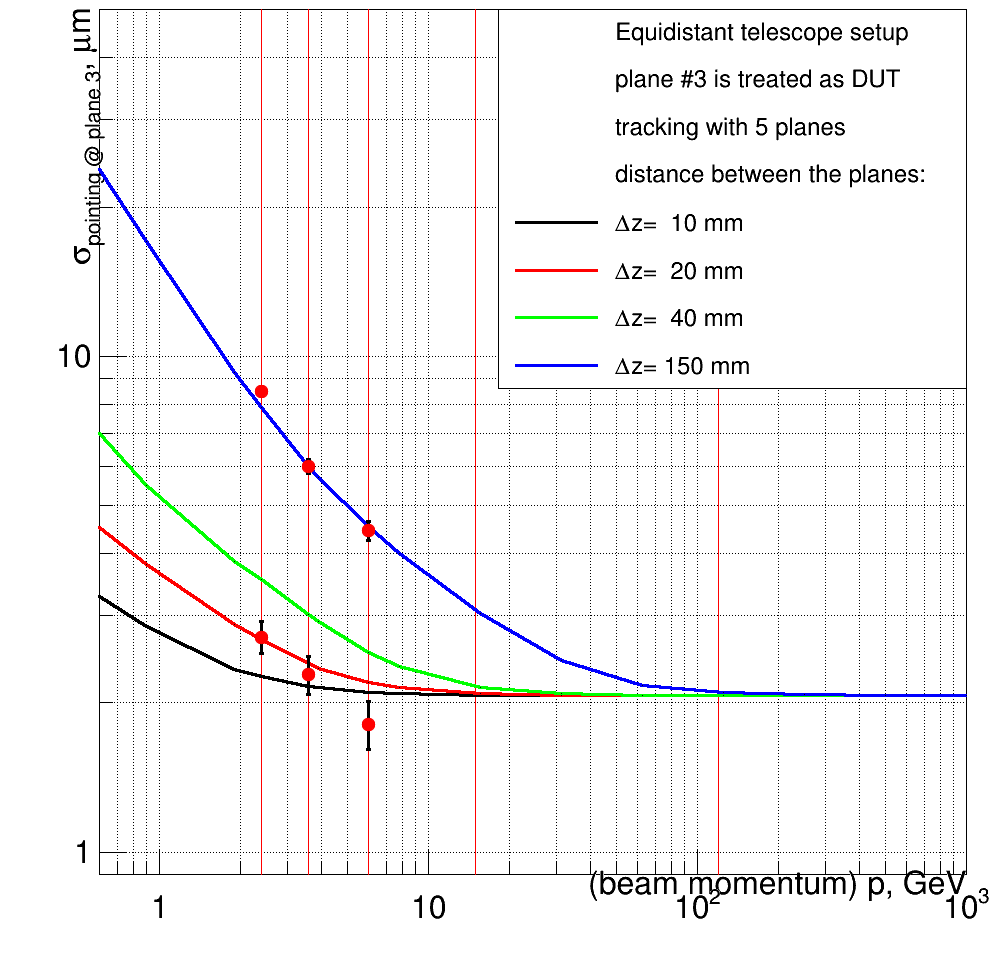 σpointing @ plane 3, μm
Equidistant telescope setup
plane #3 is treated as DUT
tracking with 5 planes
distance between the planes:
Δz= 10 mm
Δz= 20 mm
Δz= 40 mm
Δz= 150 mm
10
1
(beam momentum) p, GeV
1 10 10² 10³